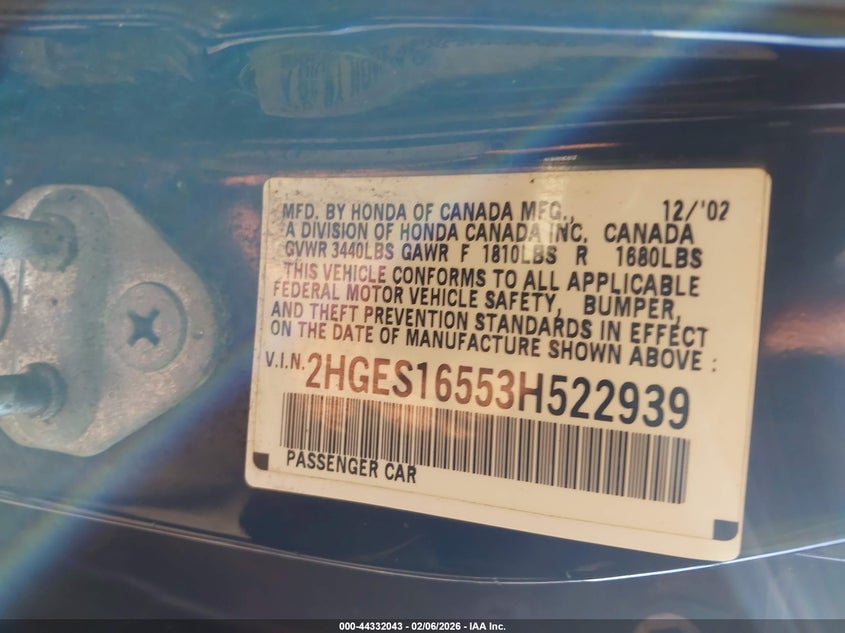 MFD. BY HONDA OF CANADA MFG., 12/'02
A DIVISION OF HONDA CANADA INC. CANADA
GVWR 3440LBS GAWR F 1810LBS R 1680LBS
THIS VEHICLE CONFORMS TO ALL APPLICABLE
FEDERAL MOTOR VEHICLE SAFETY, BUMPER,
AND THEFT PREVENTION STANDARDS IN EFFECT
ON THE DATE OF MANUFACTURE SHOWN ABOVE:
V.I.N. 2HGES16553H522939
PASSENGER CAR
000-44332043 - 02/06/2026 - IAA Inc.